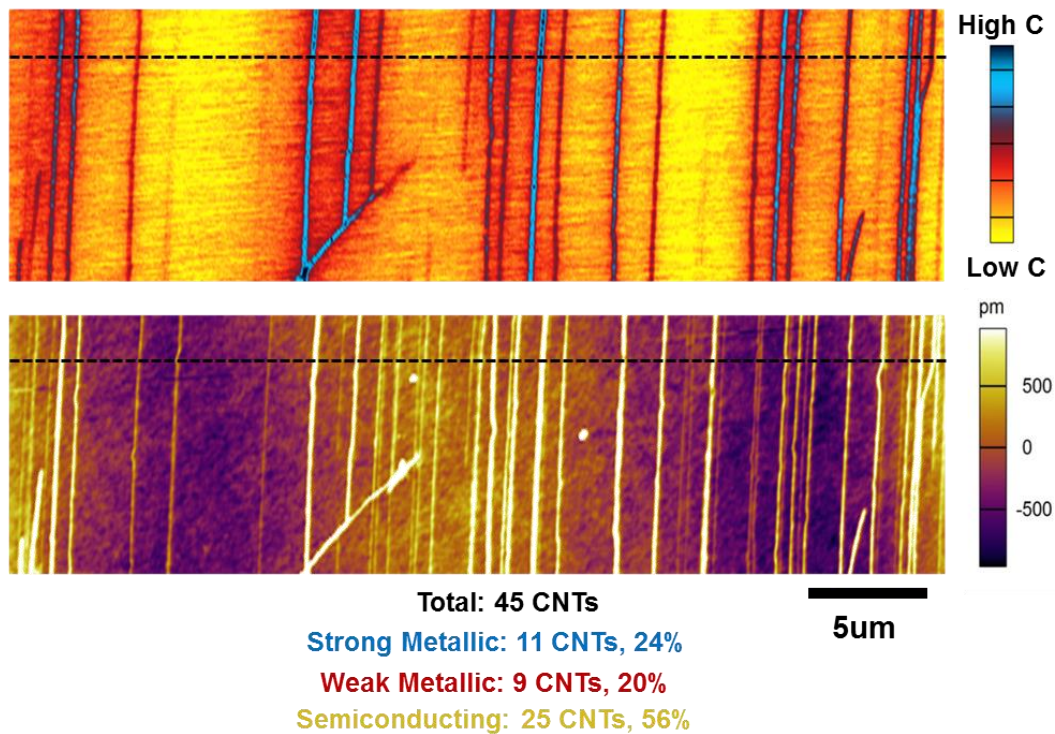 High C
Low C
pm
500
0
-500
5um
Total: 45 CNTs
Strong Metallic: 11 CNTs, 24%
Weak Metallic: 9 CNTs, 20%
Semiconducting: 25 CNTs, 56%